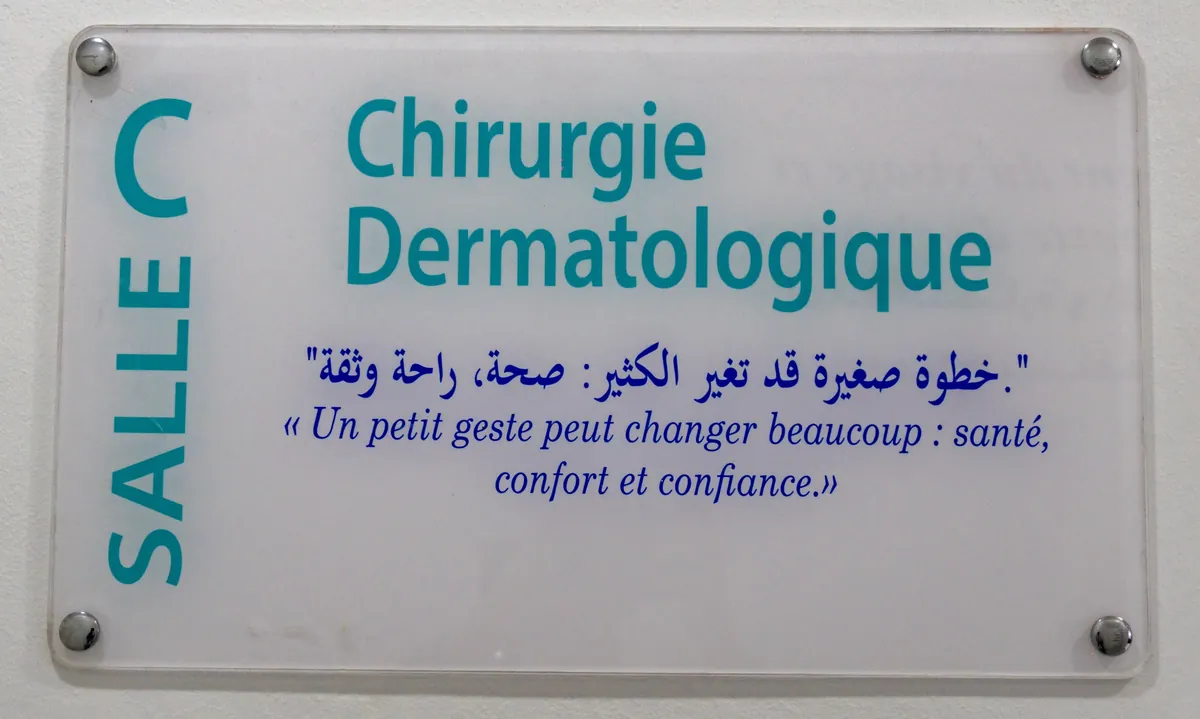 SALLE C
Chirurgie
Dermatologique
".خطوة صغيرة قد تغير الكثير: صحة، راحة وثقة"
« Un petit geste peut changer beaucoup : santé,
confort et confiance.»